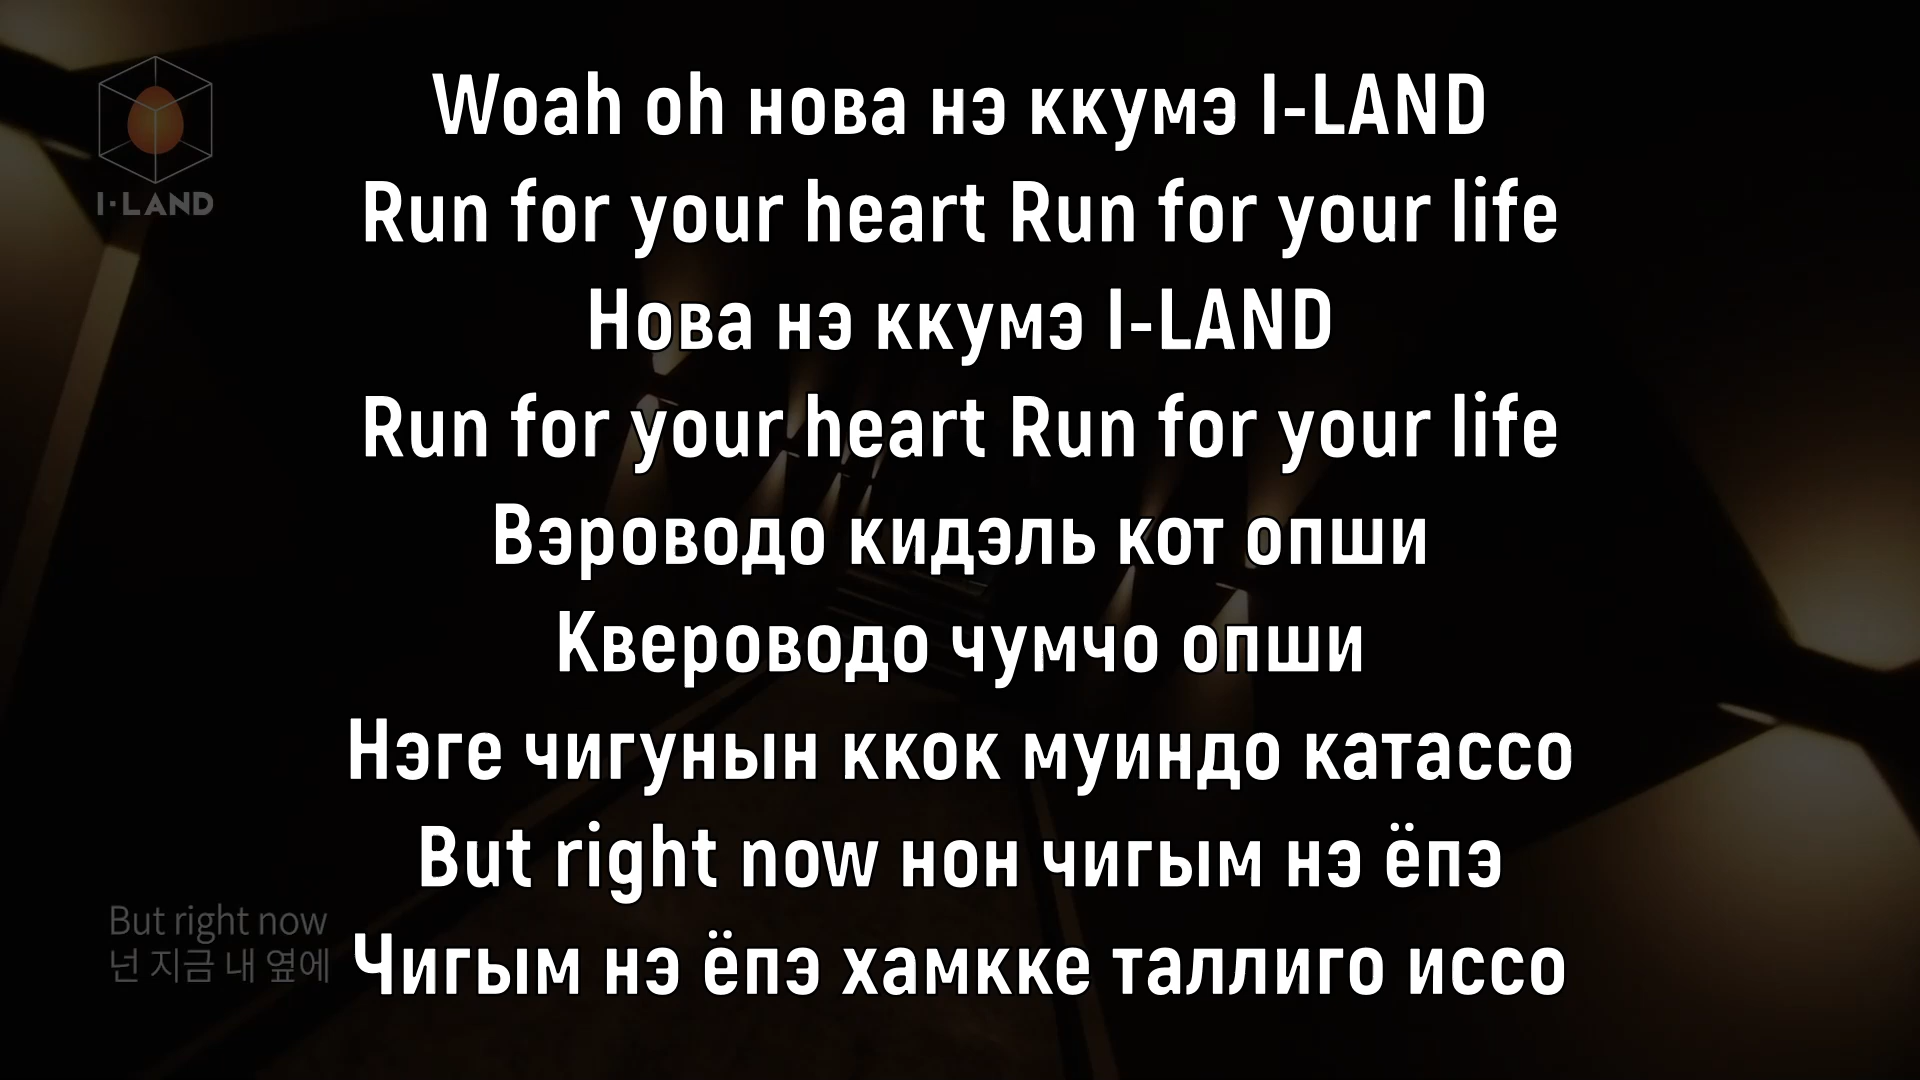 I·LAND
Woah oh нова нэ ккумэ I-LAND
Run for your heart Run for your life
Нова нэ ккумэ I-LAND
Run for your heart Run for your life
Вэроводо кидэль кот опши
Квероводо чумчо опши
Нэге чигунын ккок муиндо катассо
But right now нон чигым нэ ёпэ
Чигым нэ ёпэ хамкке таллиго иссо
But right now
넌 지금 내 옆에